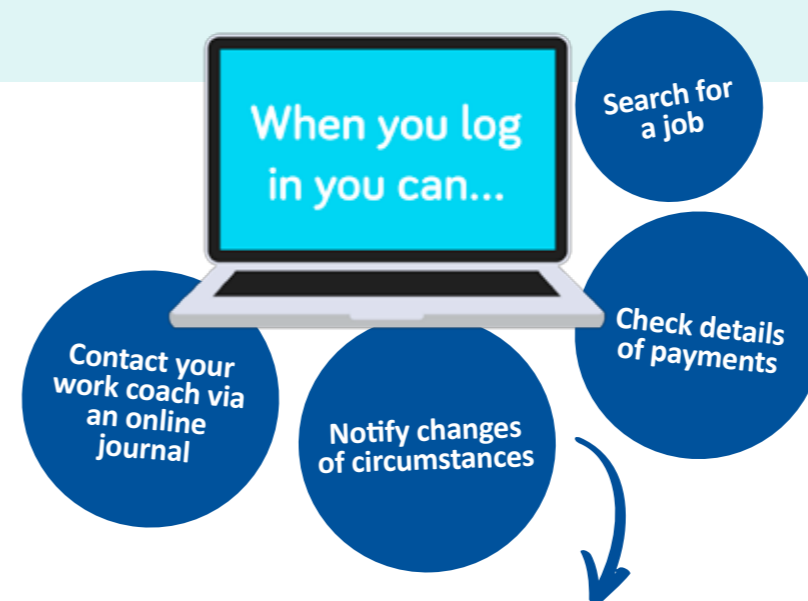 When you log
in you can...
Search for
a job
Check details
of payments
Notify changes
of circumstances
Contact your
work coach via
an online
journal